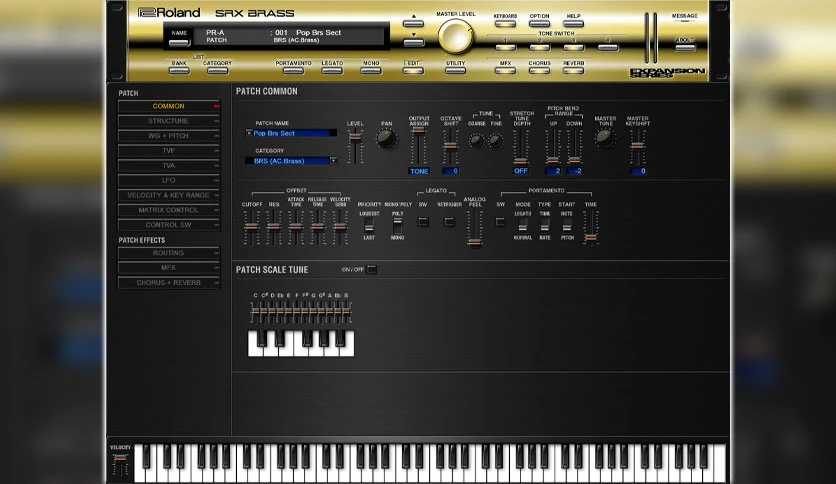 Roland SRX BRASS
MASTER LEVEL
KEYBOARD OPTION HELP
MESSAGE
NAME
PR-A : 001 Pop Brs Sect
PATCH BRS (AC.Brass)
TONE SWITCH
1 2 3 4
ABOUT
LIST
BANK CATEGORY PORTAMENTO LEGATO MONO EDIT UTILITY MFX CHORUS REVERB
EXPANSION
SERIES
PATCH
COMMON
STRUCTURE
WG + PITCH
TVF
TVA
LFO
VELOCITY & KEY RANGE
MATRIX CONTROL
CONTROL SW
PATCH EFFECTS
ROUTING
MFX
CHORUS + REVERB
PATCH COMMON
PATCH NAME
Pop Brs Sect
CATEGORY
BRS (AC.Brass)
LEVEL
PAN
OUTPUT
ASSIGN
TONE
OCTAVE
SHIFT
0
TUNE
COARSE FINE
STRETCH
TUNE
DEPTH
OFF
PITCH BEND
RANGE
UP DOWN
2 -2
MASTER
TUNE
MASTER
KEYSHIFT
0
OFFSET
CUTOFF RES ATTACK
TIME RELEASE
TIME VELOCITY
SENS
PRIORITY
LOUDEST
LAST
MONO/POLY
POLY
MONO
LEGATO
SW RETRIGGER
ANALOG
FEEL
PORTAMENTO
SW MODE TYPE START TIME
LEGATO TIME NOTE
NORMAL RATE PITCH
PATCH SCALE TUNE
ON / OFF
C C# D Eb E F F# G G# A Bb B
VELOCITY